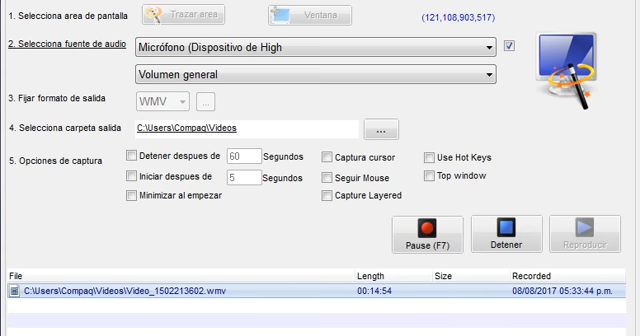 1. Selecciona area de pantalla Trazar area Ventana (121,108,903,517)
2. Selecciona fuente de audio Micrófono (Dispositivo de High
Volumen general
3. Fijar formato de salida WMV ...
4. Selecciona carpeta salida C:\Users\Compaq\Videos ...
5. Opciones de captura Detener despues de 60 Segundos Captura cursor Use Hot Keys
Iniciar despues de 5 Segundos Seguir Mouse Top window
Minimizar al empezar Capture Layered
Pause (F7) Detener Reproducir
File Length Size Recorded
C:\Users\Compaq\Videos\Video_1502213602.wmv 00:14:54 08/08/2017 05:33:44 p.m.